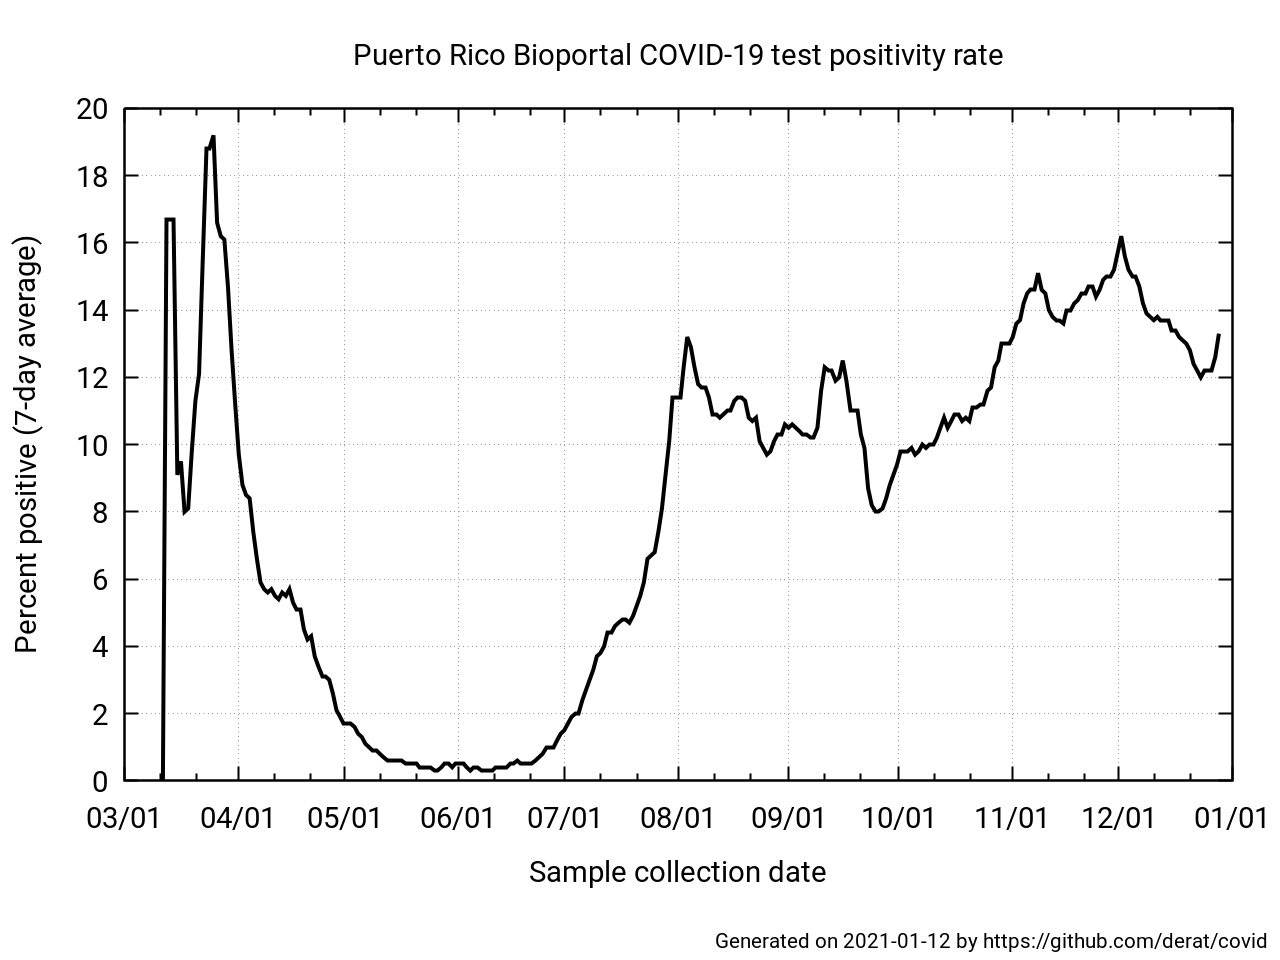 Puerto Rico Bioportal COVID-19 test positivity rate
20
18
16
14
12
10
8
6
4
2
0
Percent positive (7-day average)
03/01 04/01 05/01 06/01 07/01 08/01 09/01 10/01 11/01 12/01 01/01
Sample collection date
Generated on 2021-01-12 by https://github.com/derat/covid